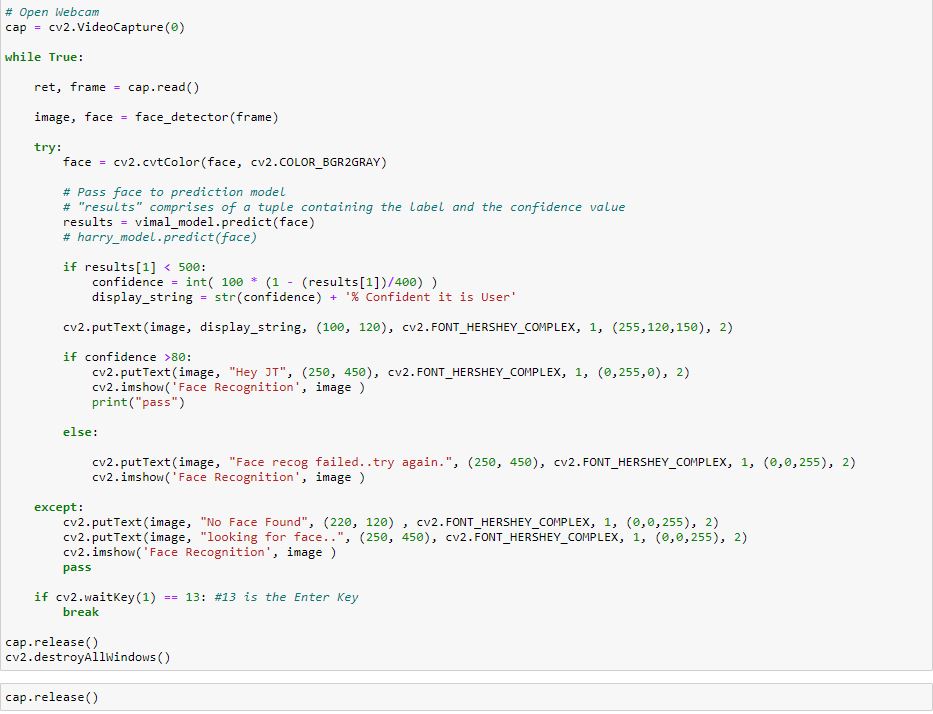 # Open Webcam
cap = cv2.VideoCapture(0)
while True:
    ret, frame = cap.read()
    image, face = face_detector(frame)
    try:
        face = cv2.cvtColor(face, cv2.COLOR_BGR2GRAY)
        # Pass face to prediction model
        # "results" comprises of a tuple containing the label and the confidence value
        results = vimal_model.predict(face)
        # harry_model.predict(face)
        if results[1] < 500:
            confidence = int( 100 * (1 - (results[1])/400) )
            display_string = str(confidence) + '% Confident it is User'
        cv2.putText(image, display_string, (100, 120), cv2.FONT_HERSHEY_COMPLEX, 1, (255,120,150), 2)
        if confidence >80:
            cv2.putText(image, "Hey JT", (250, 450), cv2.FONT_HERSHEY_COMPLEX, 1, (0,255,0), 2)
            cv2.imshow('Face Recognition', image )
            print("pass")
        else:
            cv2.putText(image, "Face recog failed..try again.", (250, 450), cv2.FONT_HERSHEY_COMPLEX, 1, (0,0,255), 2)
            cv2.imshow('Face Recognition', image )
    except:
        cv2.putText(image, "No Face Found", (220, 120) , cv2.FONT_HERSHEY_COMPLEX, 1, (0,0,255), 2)
        cv2.putText(image, "looking for face..", (250, 450), cv2.FONT_HERSHEY_COMPLEX, 1, (0,0,255), 2)
        cv2.imshow('Face Recognition', image )
        pass
    if cv2.waitKey(1) == 13: #13 is the Enter Key
        break
cap.release()
cv2.destroyAllWindows()
cap.release()